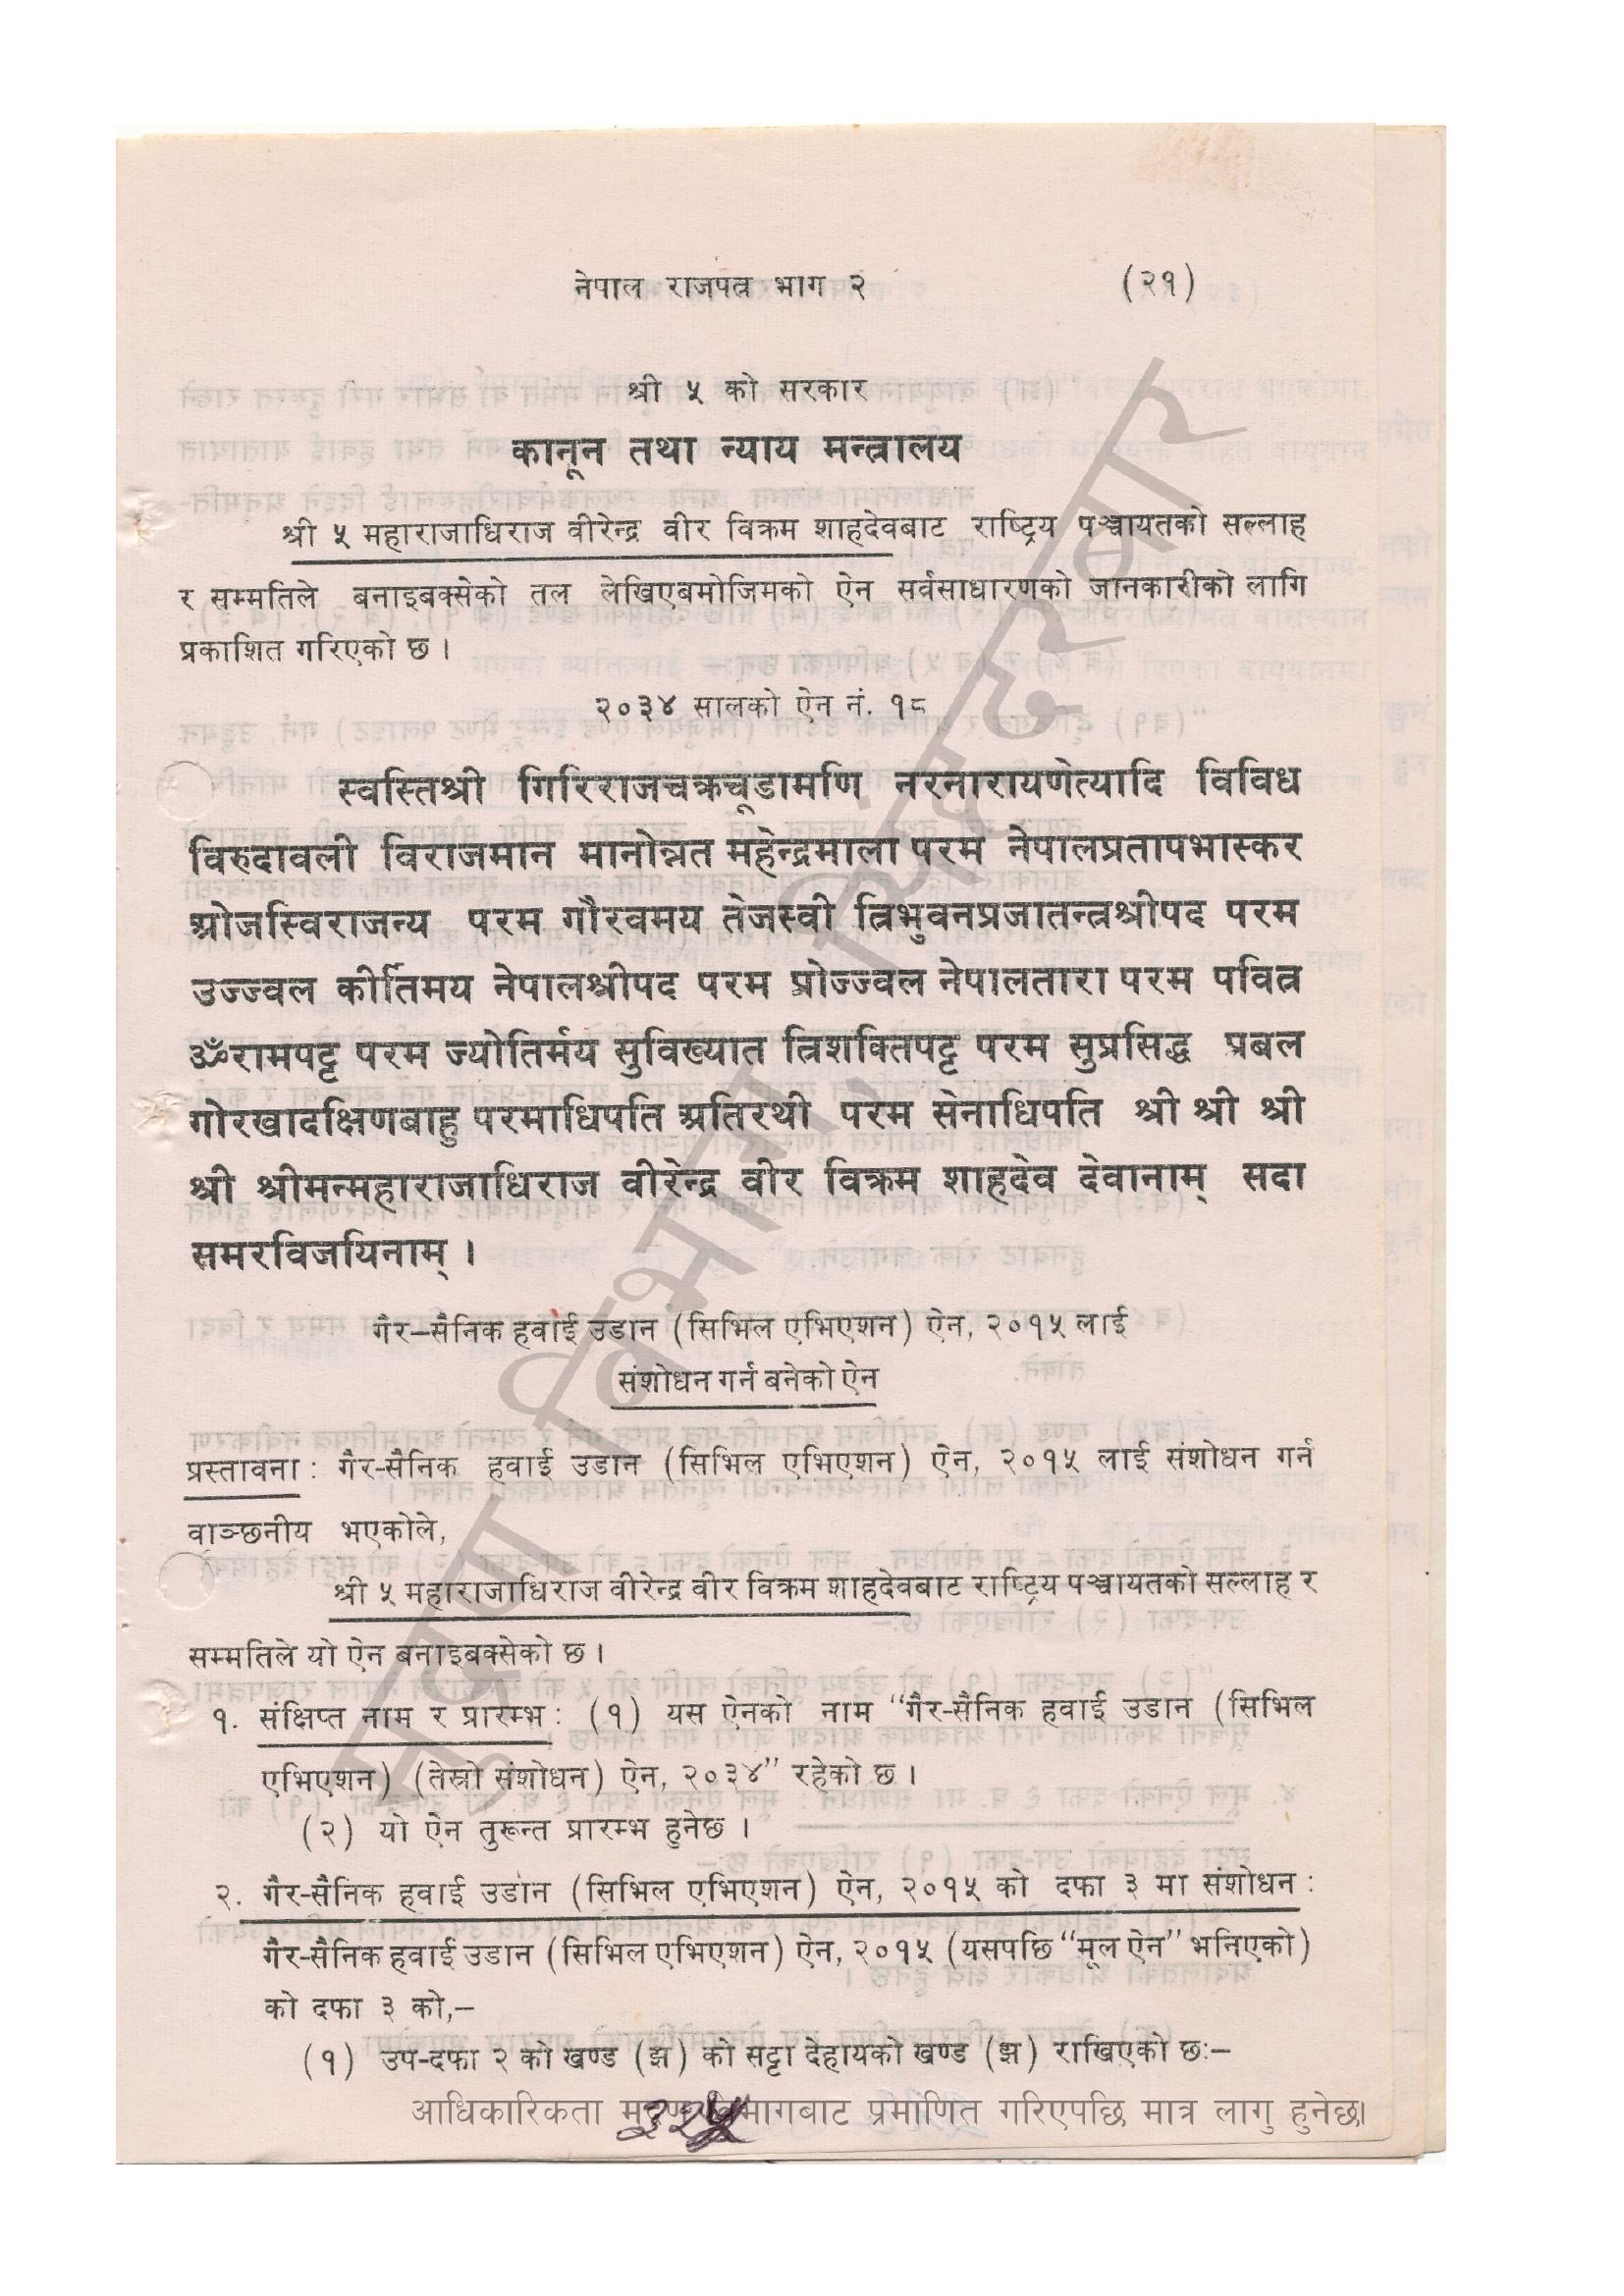 नेपाल राजपत्र भाग २ (२१)
श्री ५ को सरकार
कानून तथा न्याय मन्त्रालय
श्री ५ महाराजाधिराज वीरेन्द्र वीर विक्रम शाहदेवबाट राष्ट्रिय पञ्चायतको सल्लाह
र सम्मतिले बनाइबक्सेको तल लेखिएबमोजिमको ऐन सर्वसाधारणको जानकारीको लागि
प्रकाशित गरिएको छ ।
२०३४ सालको ऐन नं. १८
स्वस्तिश्री गिरिराजचक्रचूडामणि नरनारायणेत्यादि विविध
विरुदावली विराजमान मानोन्नत महेन्द्रमाला परम नेपालप्रतापभास्कर
ओजस्विराजन्य परम गौरवमय तेजस्वी त्रिभुवनप्रजातन्त्रश्रीपद परम
उज्ज्वल कीर्तिमय नेपालश्रीपद परम प्रोज्ज्वल नेपालतारा परम पवित्र
ॐरामपट्ट परम ज्योतिर्मय सुविख्यात त्रिशक्तिपट्ट परम सुप्रसिद्ध प्रबल
गोरखादक्षिणबाहु परमाधिपति अतिरथी परम सेनाधिपति श्री श्री श्री
श्री श्रीमन्महाराजाधिराज वीरेन्द्र वीर विक्रम शाहदेव देवानाम् सदा
समरविजयिनाम् ।
गैर–सैनिक हवाई उडान (सिभिल एभिएशन) ऐन, २०१५ लाई
संशोधन गर्न बनेको ऐन
प्रस्तावना : गैर-सैनिक हवाई उडान (सिभिल एभिएशन) ऐन, २०१५ लाई संशोधन गर्न
वाञ्छनीय भएकोले,
श्री ५ महाराजाधिराज वीरेन्द्र वीर विक्रम शाहदेवबाट राष्ट्रिय पञ्चायतको सल्लाह र
सम्मतिले यो ऐन बनाइबक्सेको छ ।
१. संक्षिप्त नाम र प्रारम्भ : (१) यस ऐनको नाम “गैर-सैनिक हवाई उडान (सिभिल
एभिएशन) (तेस्रो संशोधन) ऐन, २०३४” रहेको छ ।
(२) यो ऐन तुरून्त प्रारम्भ हुनेछ ।
२. गैर-सैनिक हवाई उडान (सिभिल एभिएशन) ऐन, २०१५ को दफा ३ मा संशोधन :
गैर-सैनिक हवाई उडान (सिभिल एभिएशन) ऐन, २०१५ (यसपछि “मूल ऐन” भनिएको)
को दफा ३ को,–
(१) उप-दफा २ को खण्ड (झ) को सट्टा देहायको खण्ड (झ) राखिएको छः–
आधिकारिकता मुद्रण विभागबाट प्रमाणित गरिएपछि मात्र लागु हुनेछ।
मुद्रण विभाग, सिंहदरबार